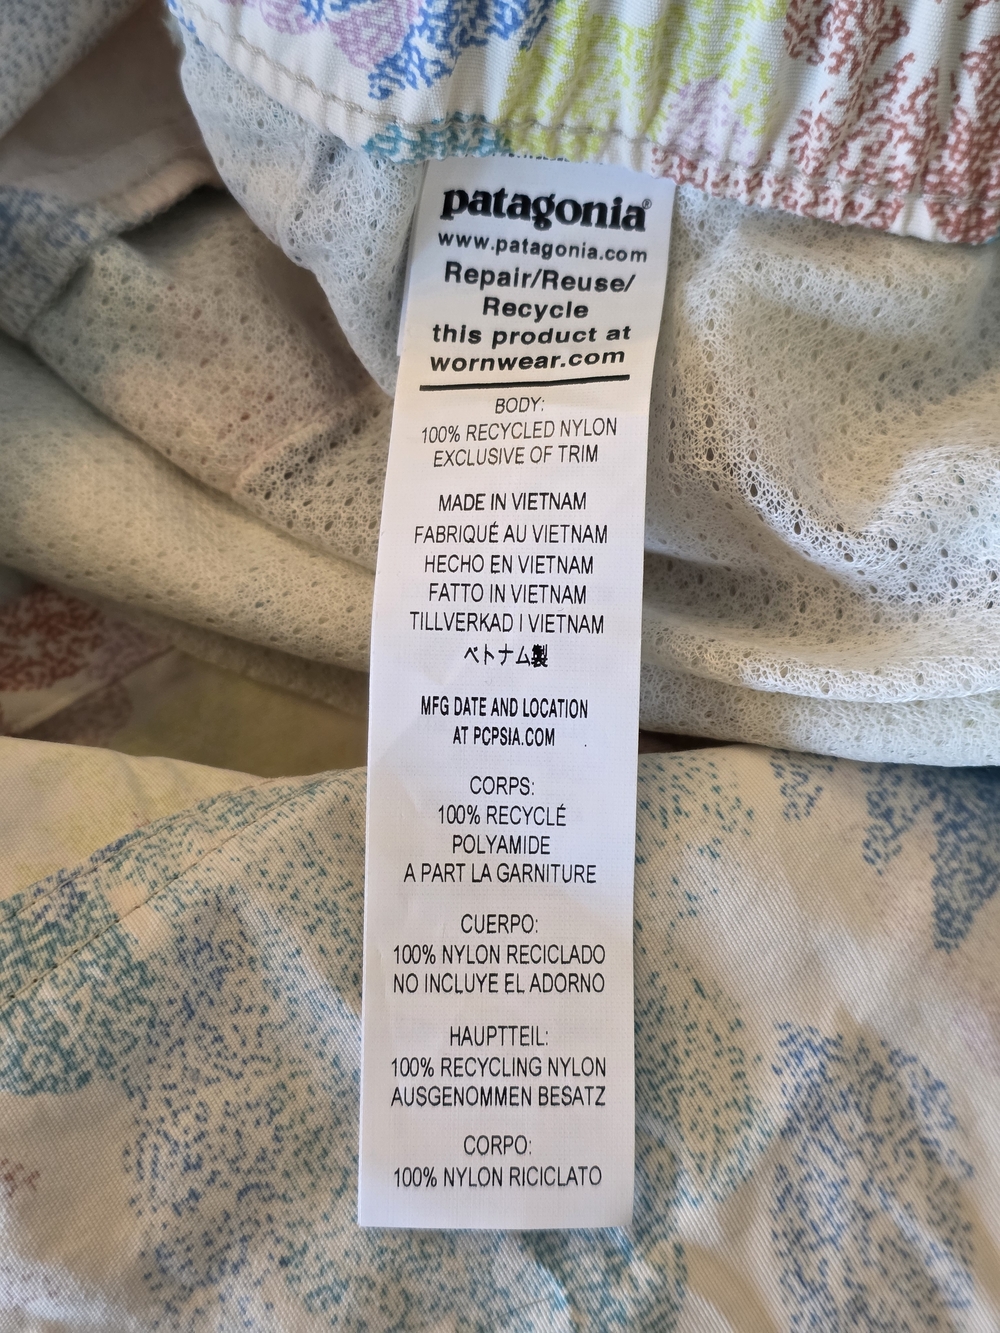 patagonia®
www.patagonia.com
Repair/Reuse/
Recycle
this product at
wornwear.com
BODY:
100% RECYCLED NYLON
EXCLUSIVE OF TRIM
MADE IN VIETNAM
FABRIQUÉ AU VIETNAM
HECHO EN VIETNAM
FATTO IN VIETNAM
TILLVERKAD I VIETNAM
ベトナム製
MFG DATE AND LOCATION
AT PCPSIA.COM
CORPS:
100% RECYCLÉ
POLYAMIDE
A PART LA GARNITURE
CUERPO:
100% NYLON RECICLADO
NO INCLUYE EL ADORNO
HAUPTTEIL:
100% RECYCLING NYLON
AUSGENOMMEN BESATZ
CORPO:
100% NYLON RICICLATO